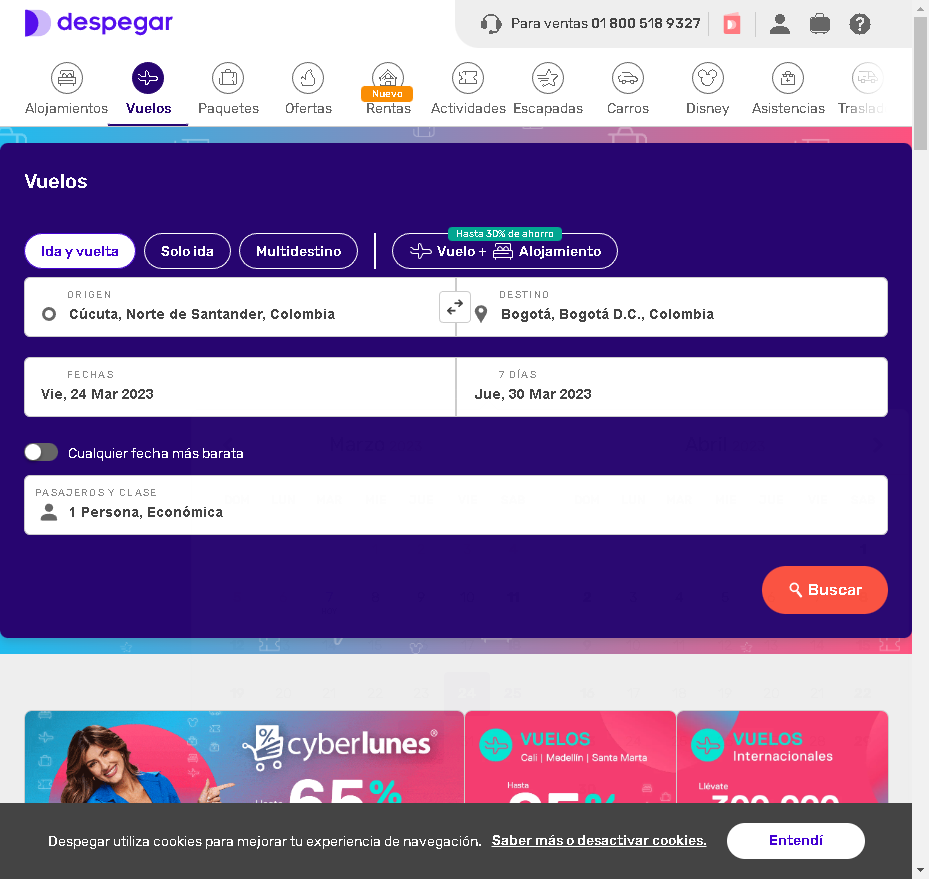 despegar
Para ventas 01 800 518 9327
Alojamientos
Vuelos
Paquetes
Ofertas
Nuevo
Rentas
Actividades
Escapadas
Carros
Disney
Asistencias
Traslad
Vuelos
Ida y vuelta
Solo ida
Multidestino
Hasta 30% de ahorro
Vuelo + Alojamiento
ORIGEN
Cúcuta, Norte de Santander, Colombia
DESTINO
Bogotá, Bogotá D.C., Colombia
FECHAS
Vie, 24 Mar 2023
7 DÍAS
Jue, 30 Mar 2023
Cualquier fecha más barata
PASAJEROS Y CLASE
1 Persona, Económica
Buscar
cyberlunes®
Hasta 65%
VUELOS
Cali | Medellín | Santa Marta
Hasta
VUELOS
Internacionales
Llévate
Despegar utiliza cookies para mejorar tu experiencia de navegación. Saber más o desactivar cookies.
Entendí